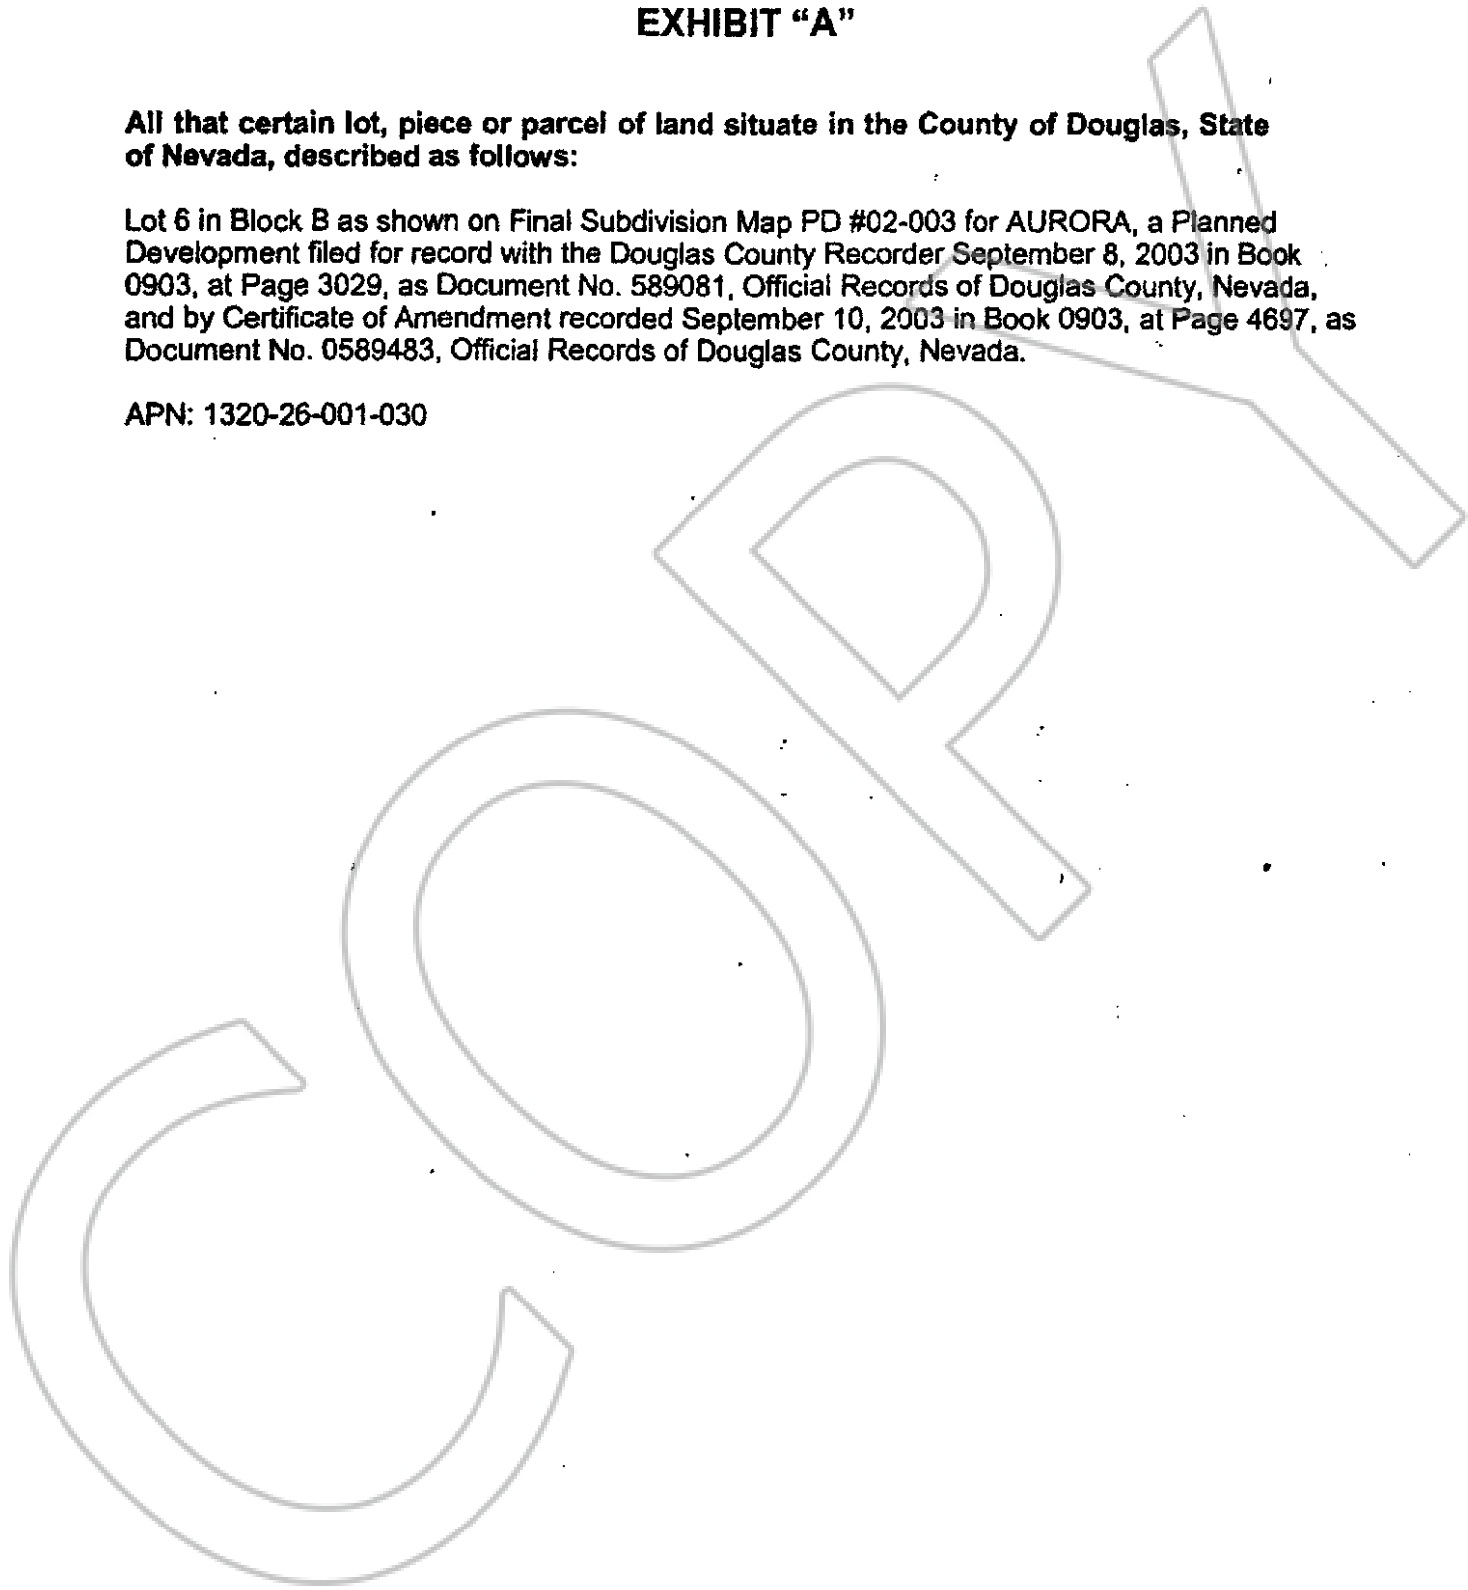 EXHIBIT “A”
All that certain lot, piece or parcel of land situate in the County of Douglas, State
of Nevada, described as follows:
Lot 6 in Block B as shown on Final Subdivision Map PD #02-003 for AURORA, a Planned
Development filed for record with the Douglas County Recorder September 8, 2003 in Book
0903, at Page 3029, as Document No. 589081, Official Records of Douglas County, Nevada,
and by Certificate of Amendment recorded September 10, 2003 in Book 0903, at Page 4697, as
Document No. 0589483, Official Records of Douglas County, Nevada.
APN: 1320-26-001-030
COPY